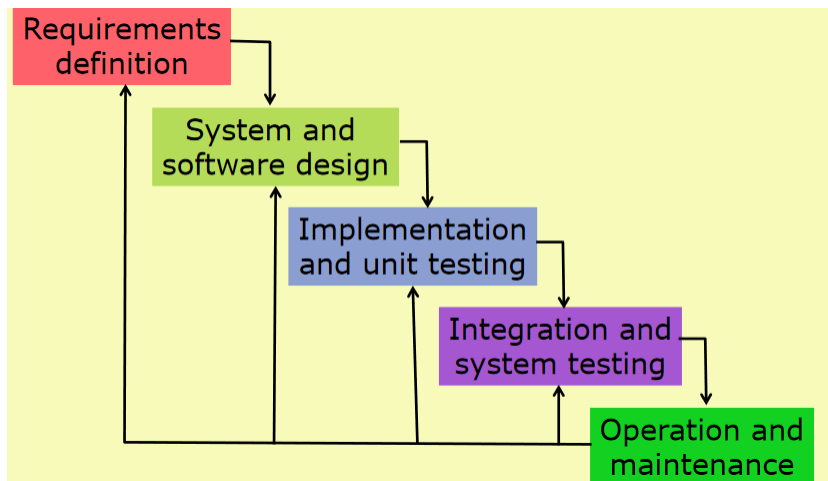 Requirements
definition
System and
software design
Implementation
and unit testing
Integration and
system testing
Operation and
maintenance